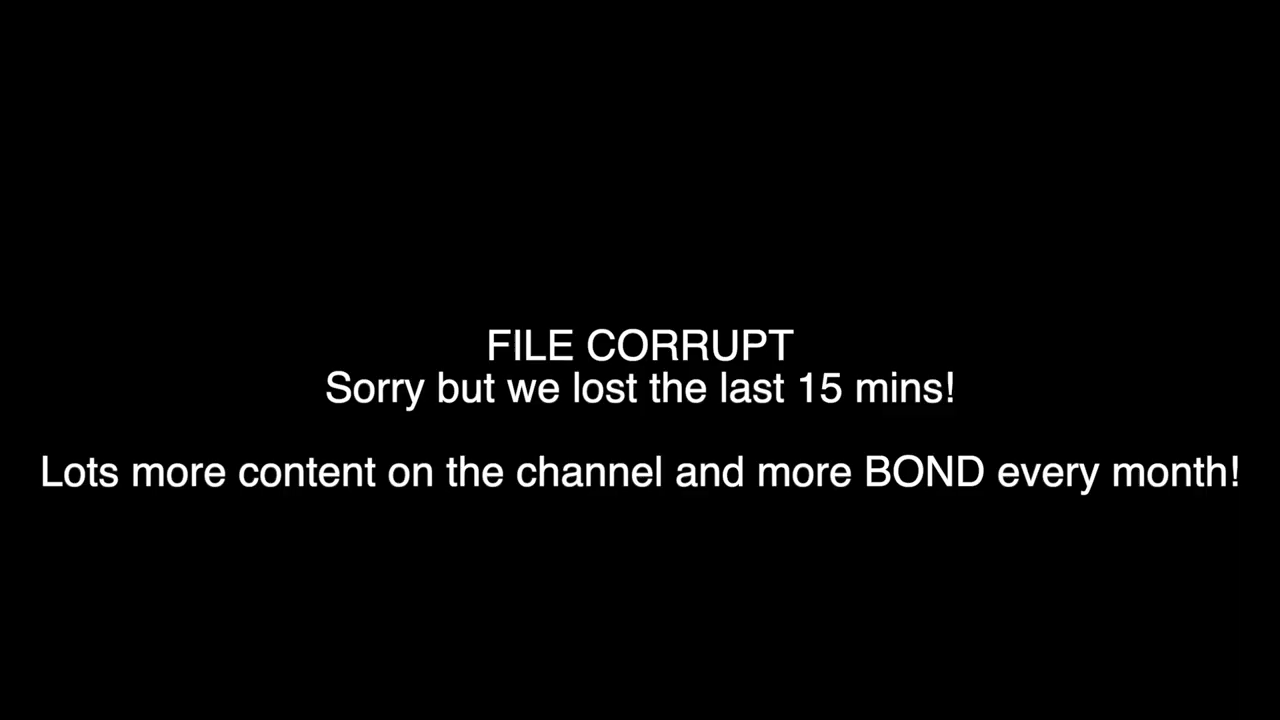 FILE CORRUPT
Sorry but we lost the last 15 mins!
Lots more content on the channel and more BOND every month!